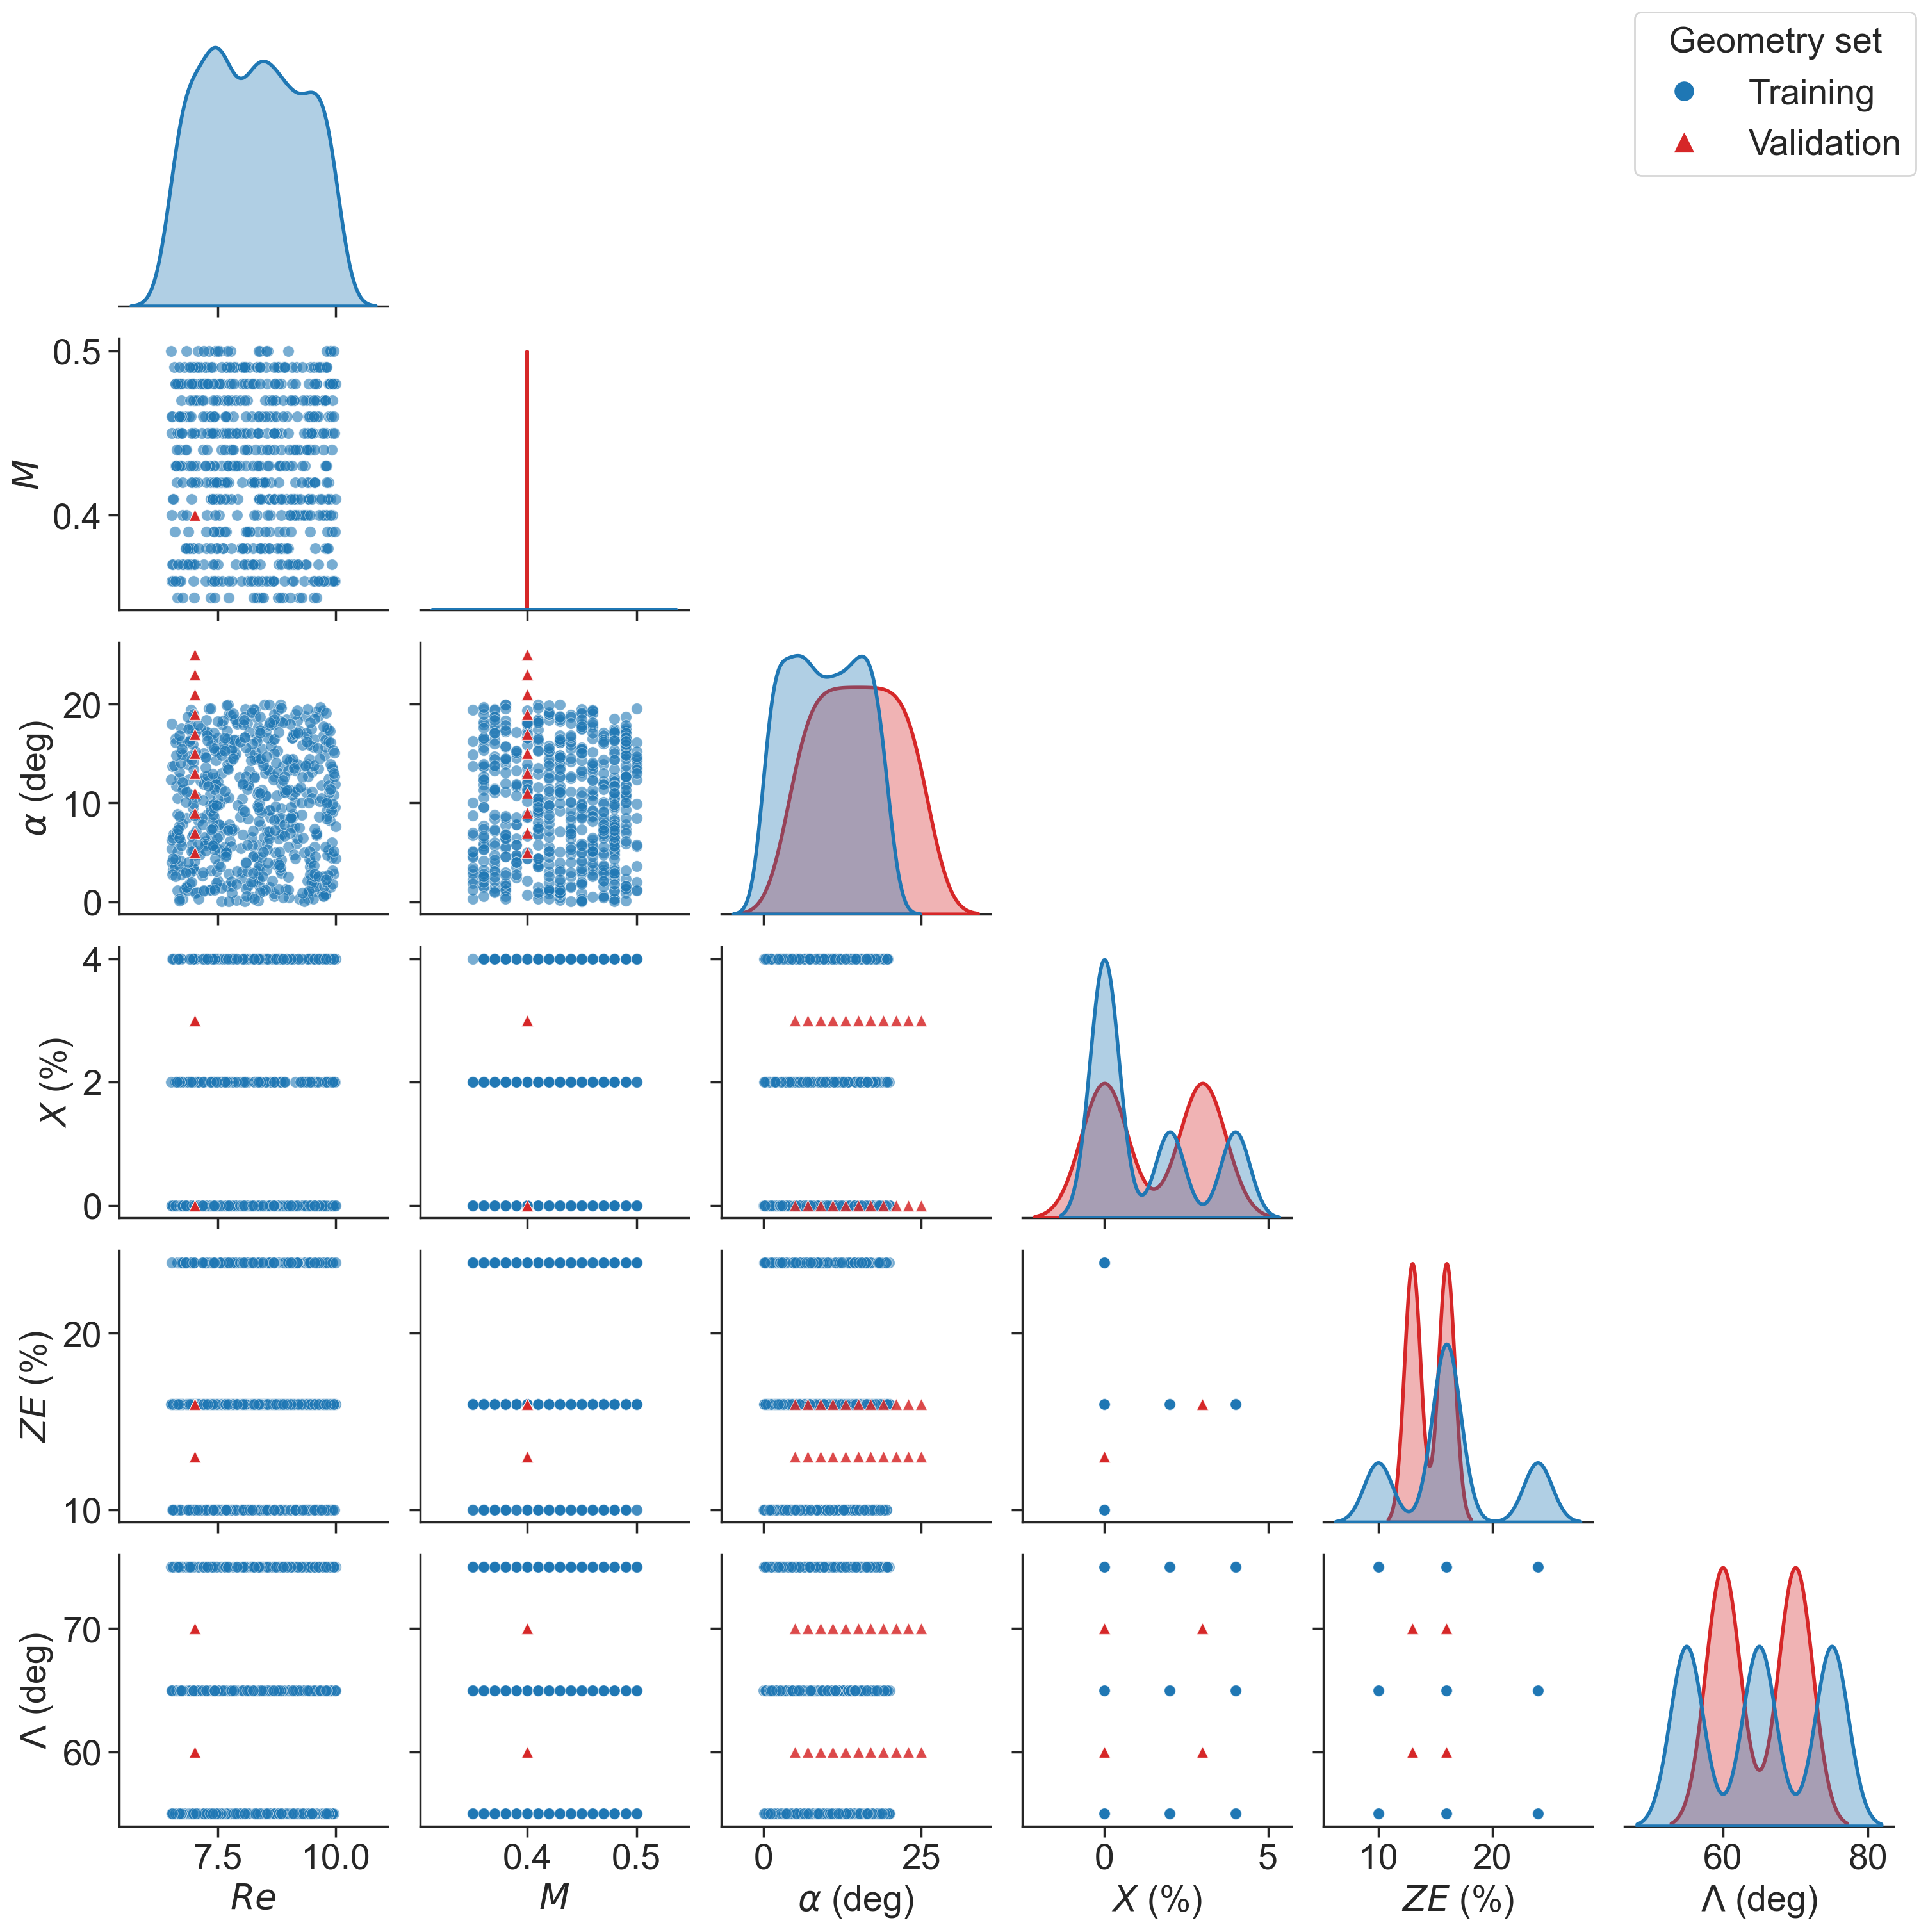 Geometry set
Training
Validation
0.5
0.4
M
20
10
0
α (deg)
4
2
0
X (%)
20
10
ZE (%)
70
60
Λ (deg)
7.5 10.0 0.4 0.5 0 25 0 5 10 20 60 80
Re M α (deg) X (%) ZE (%) Λ (deg)